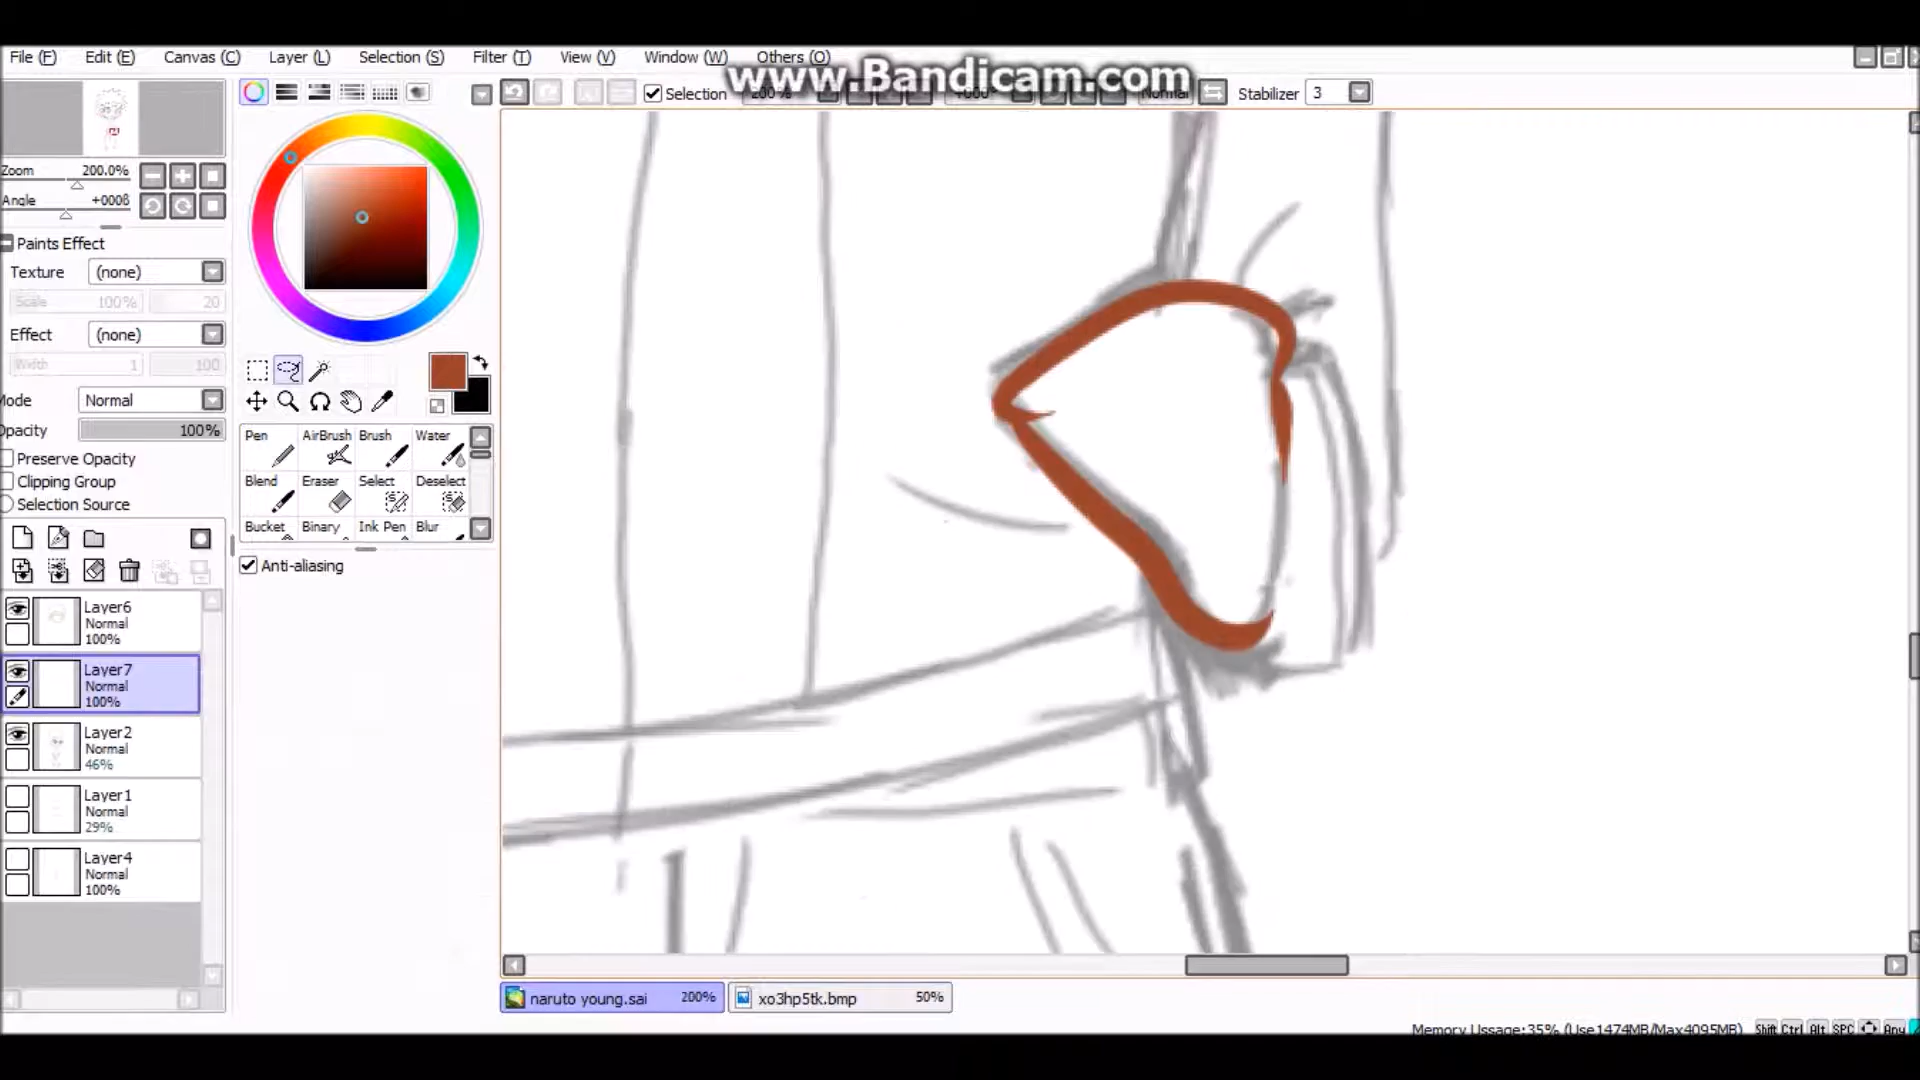 www.Bandicam.com
File (F) Edit (E) Canvas (C) Layer (L) Selection (S) Filter (T) View (V) Window (W) Others (O)
Selection 200% +000° Normal Stabilizer 3
Zoom 200.0%
Angle +000ß
Paints Effect
Texture (none)
Scale 100% 20
Effect (none)
Width 1 100
Mode Normal
Opacity 100%
Preserve Opacity
Clipping Group
Selection Source
Pen AirBrush Brush Water
Blend Eraser Select Deselect
Bucket Binary Ink Pen Blur
Anti-aliasing
Layer6
Normal
100%
Layer7
Normal
100%
Layer2
Normal
46%
Layer1
Normal
29%
Layer4
Normal
100%
naruto young.sai 200% xo3hp5tk.bmp 50%
Memory Ussage:35% (Use1474MB/Max4095MB) Shift Ctrl Alt SPC Any